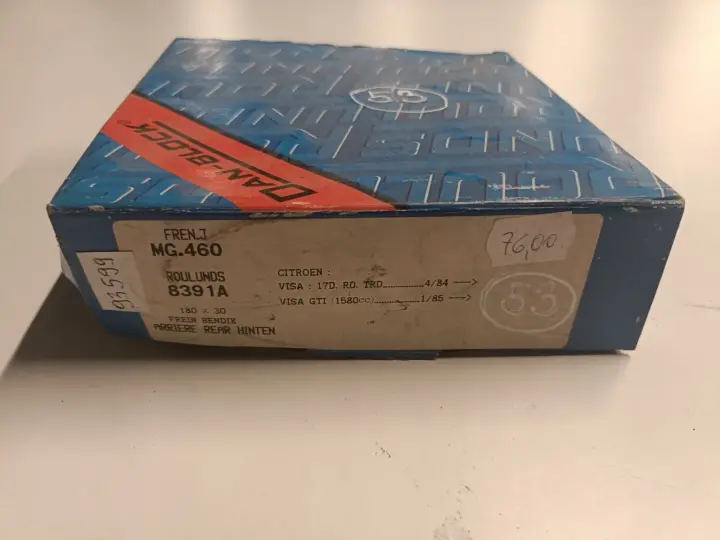 53
DAN-BLOCK
76,00
FREN.J
MG.460
93599
ROULUNDS
8391A
180 x 30
FREIN BENDIX
ARRIERE REAR HINTEN
CITROEN :
VISA : 17D. RD. TRD..............4/84 --->
VISA GTI (1580cc)................1/85 --->
53